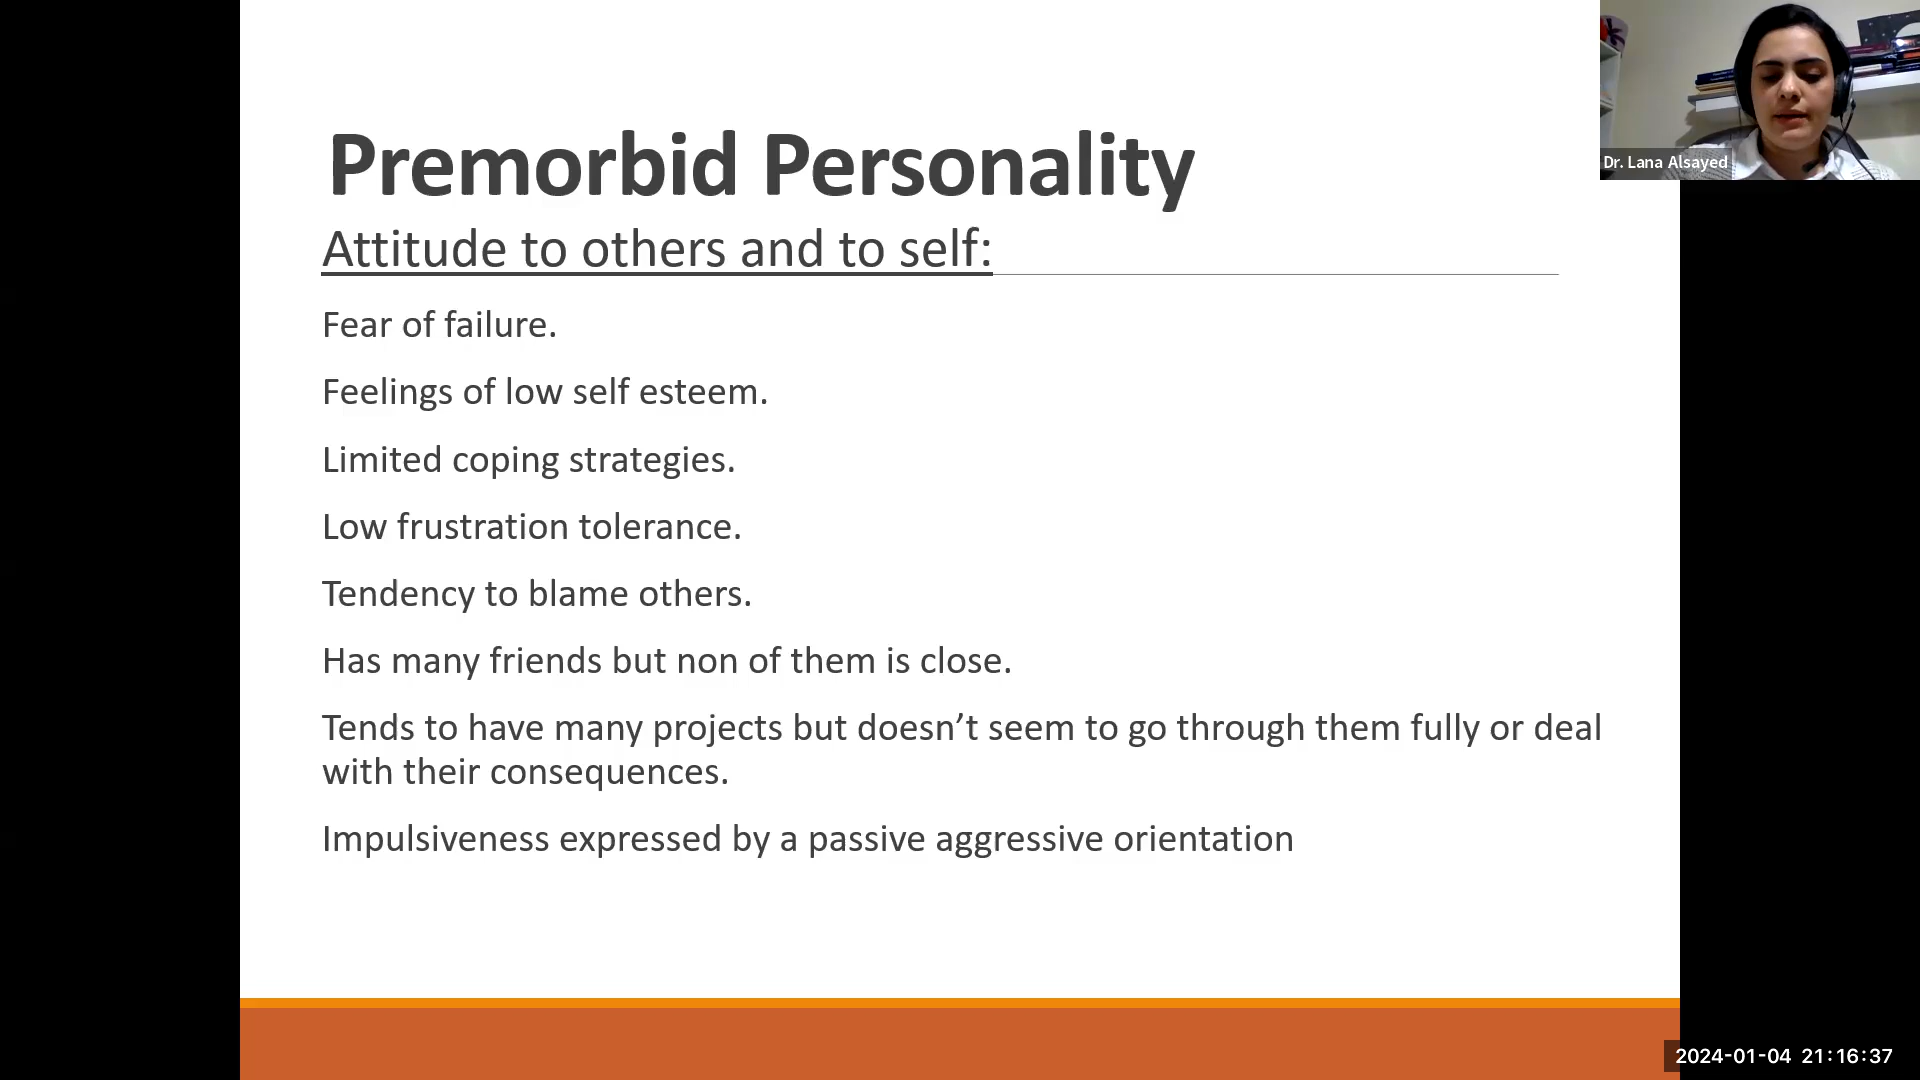 Premorbid Personality
Attitude to others and to self:
Fear of failure.
Feelings of low self esteem.
Limited coping strategies.
Low frustration tolerance.
Tendency to blame others.
Has many friends but non of them is close.
Tends to have many projects but doesn’t seem to go through them fully or deal
with their consequences.
Impulsiveness expressed by a passive aggressive orientation
Dr. Lana Alsayed
2024-01-04 21:16:37